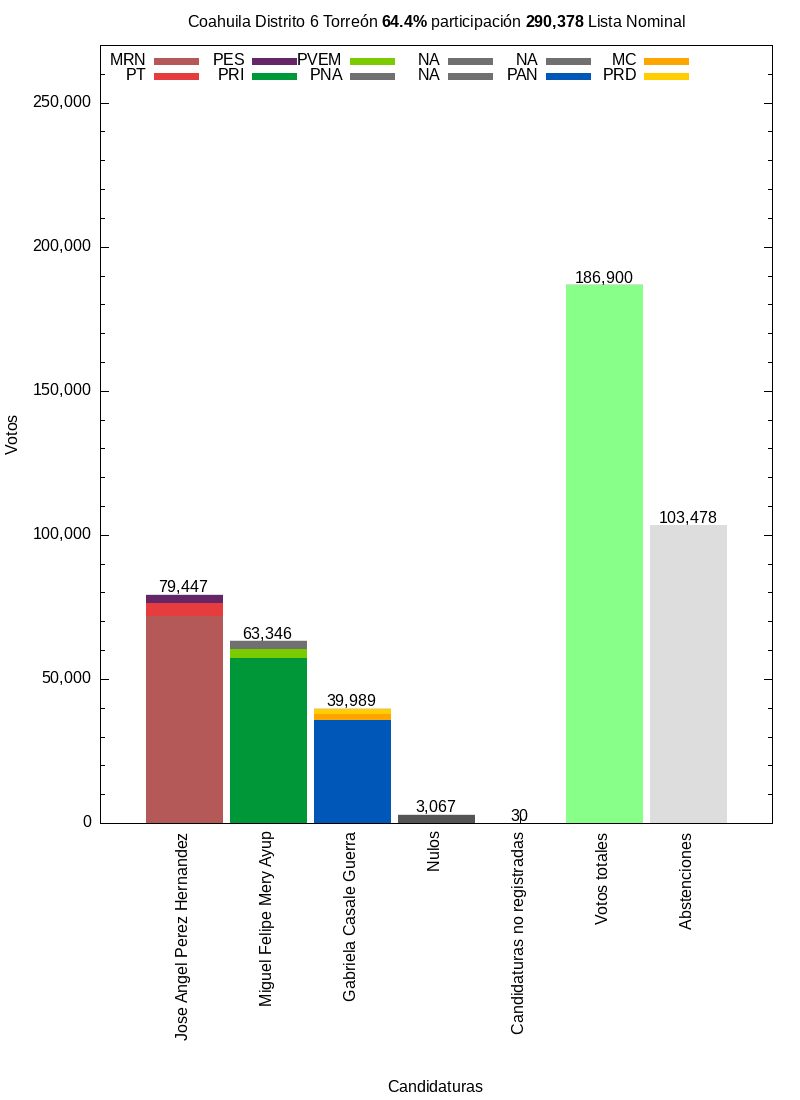 Coahuila Distrito 6 Torreón 64.4% participación 290,378 Lista Nominal
MRN PES PVEM NA NA MC
PT PRI PNA NA PAN PRD
250,000
200,000
150,000
100,000
50,000
0
Votos
79,447
63,346
39,989
3,067
30
186,900
103,478
Jose Angel Perez Hernandez
Miguel Felipe Mery Ayup
Gabriela Casale Guerra
Nulos
Candidaturas no registradas
Votos totales
Abstenciones
Candidaturas